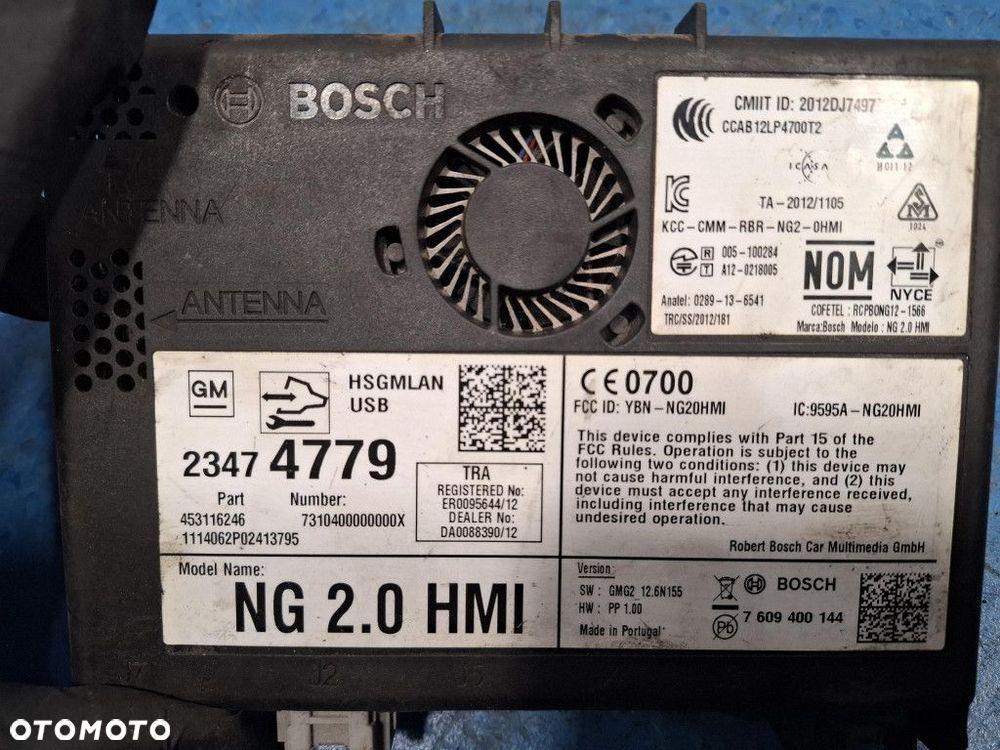 BOSCH
ANTENNA
ANTENNA
CMIIT ID: 2012DJ7497
CCAB12LP4700T2
H011 12
ICASA
TA-2012/1105
KCC-CMM-RBR-NG2-0HMI
1024
R 005-100284
T A12-0218005
NOM
NYCE
Anatel: 0289-13-6541
TRC/SS/2012/181
COFETEL : RCPBONG12-1566
Marca:Bosch Modelo : NG 2.0 HMI
GM
HSGMLAN
USB
2347 4779
Part Number:
453116246 7310400000000X
1114062P02413795
TRA
REGISTERED No:
ER0095644/12
DEALER No:
DA0088390/12
Model Name:
NG 2.0 HMI
CE0700
FCC ID: YBN-NG20HMI IC:9595A-NG20HMI
This device complies with Part 15 of the
FCC Rules. Operation is subject to the
following two conditions: (1) this device may
not cause harmful interference, and (2) this
device must accept any interference received,
including interference that may cause
undesired operation.
Robert Bosch Car Multimedia GmbH
Version
SW : GMG2_12.6N155
HW : PP 1.00
Made in Portugal
BOSCH
Pb 7 609 400 144
J7 J2 J5
OTOMOTO